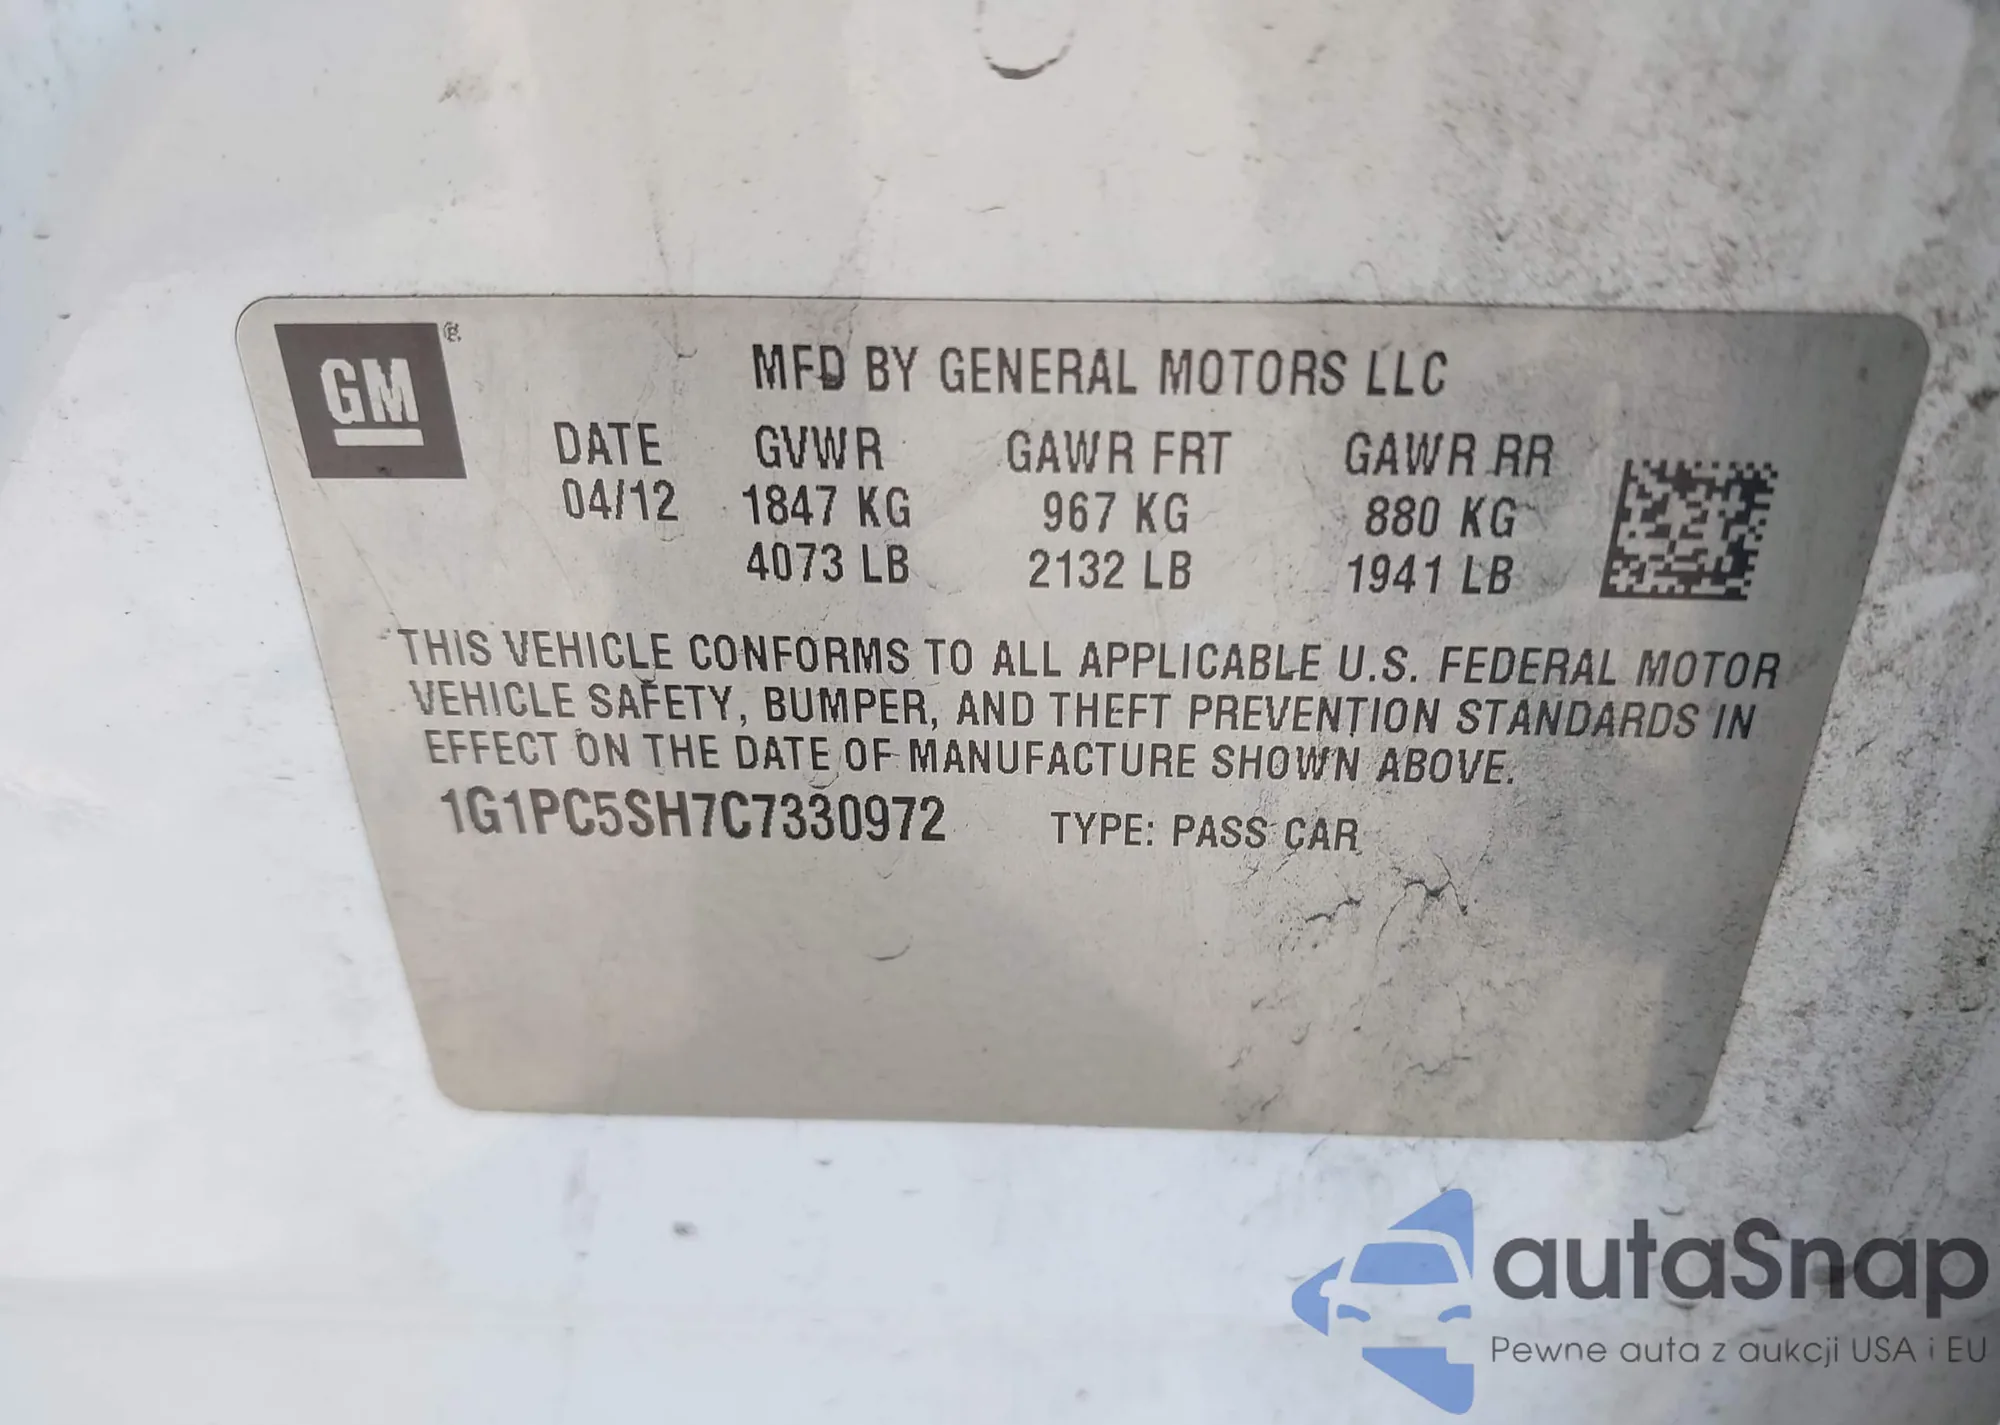 GM
MFD BY GENERAL MOTORS LLC
DATE GVWR GAWR FRT GAWR RR
04/12 1847 KG 967 KG 880 KG
4073 LB 2132 LB 1941 LB
THIS VEHICLE CONFORMS TO ALL APPLICABLE U.S. FEDERAL MOTOR
VEHICLE SAFETY, BUMPER, AND THEFT PREVENTION STANDARDS IN
EFFECT ON THE DATE OF MANUFACTURE SHOWN ABOVE.
1G1PC5SH7C7330972 TYPE: PASS CAR
autaSnap
Pewne auta z aukcji USA i EU